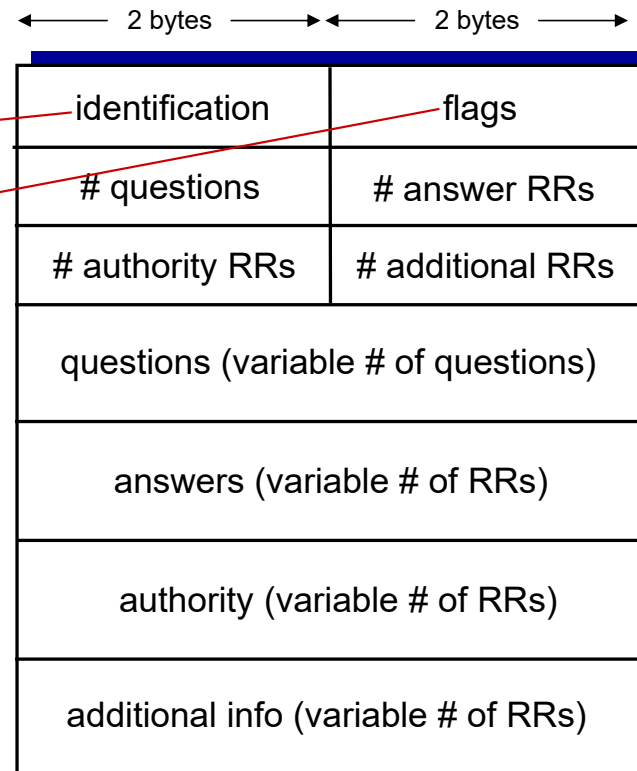 2 bytes 2 bytes
identification flags
# questions # answer RRs
# authority RRs # additional RRs
questions (variable # of questions)
answers (variable # of RRs)
authority (variable # of RRs)
additional info (variable # of RRs)